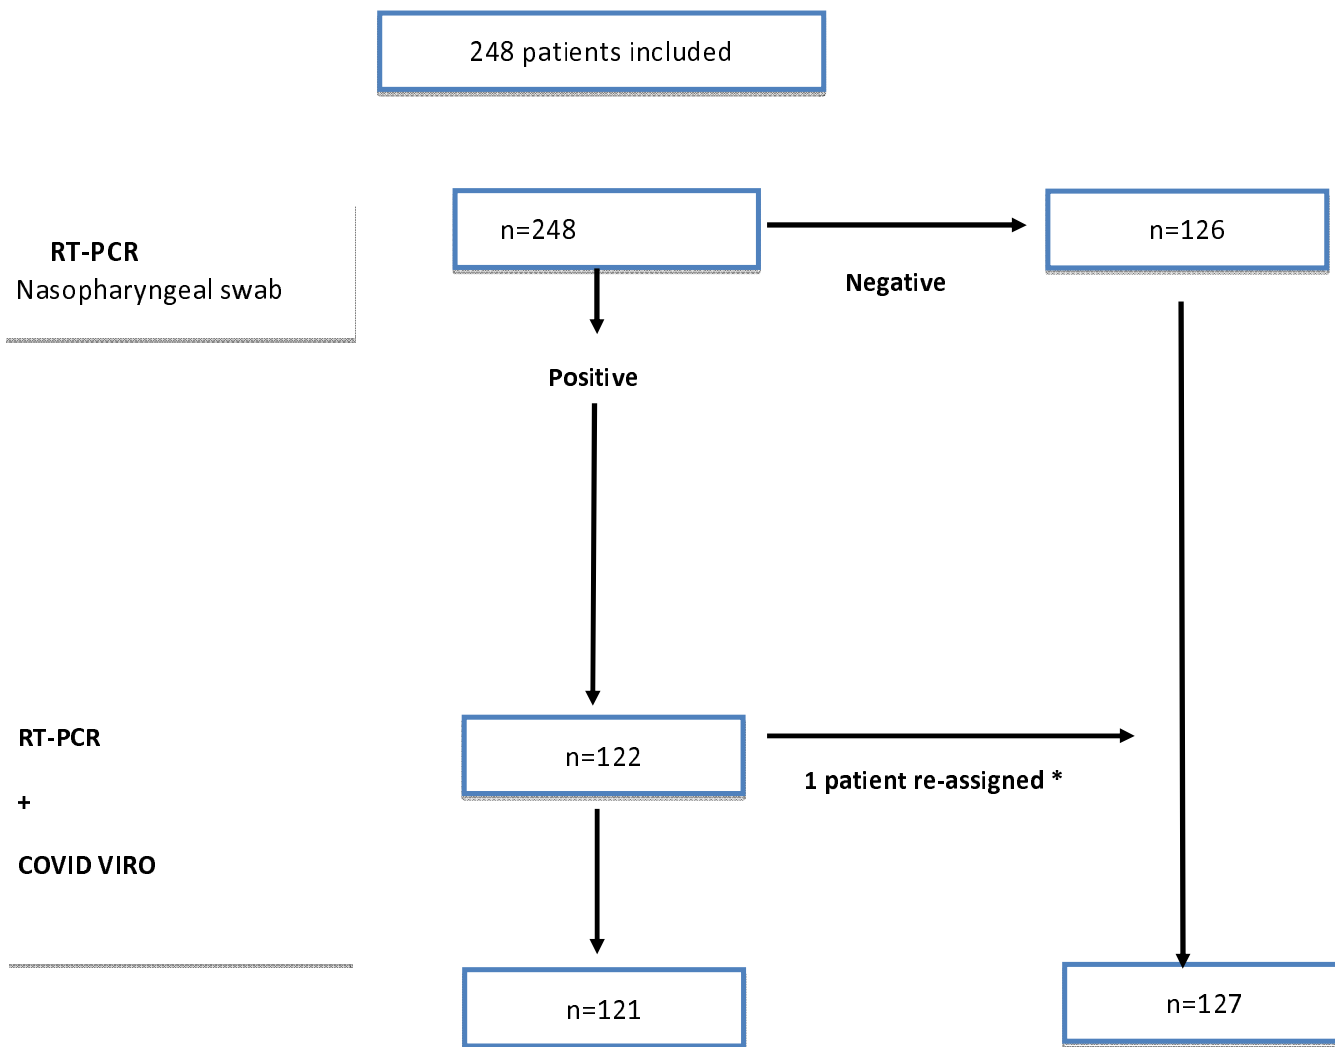 248 patients included
n=248
n=126
RT-PCR
Nasopharyngeal swab
Negative
Positive
RT-PCR
n=122
1 patient re-assigned *
+
COVID VIRO
n=121
n=127